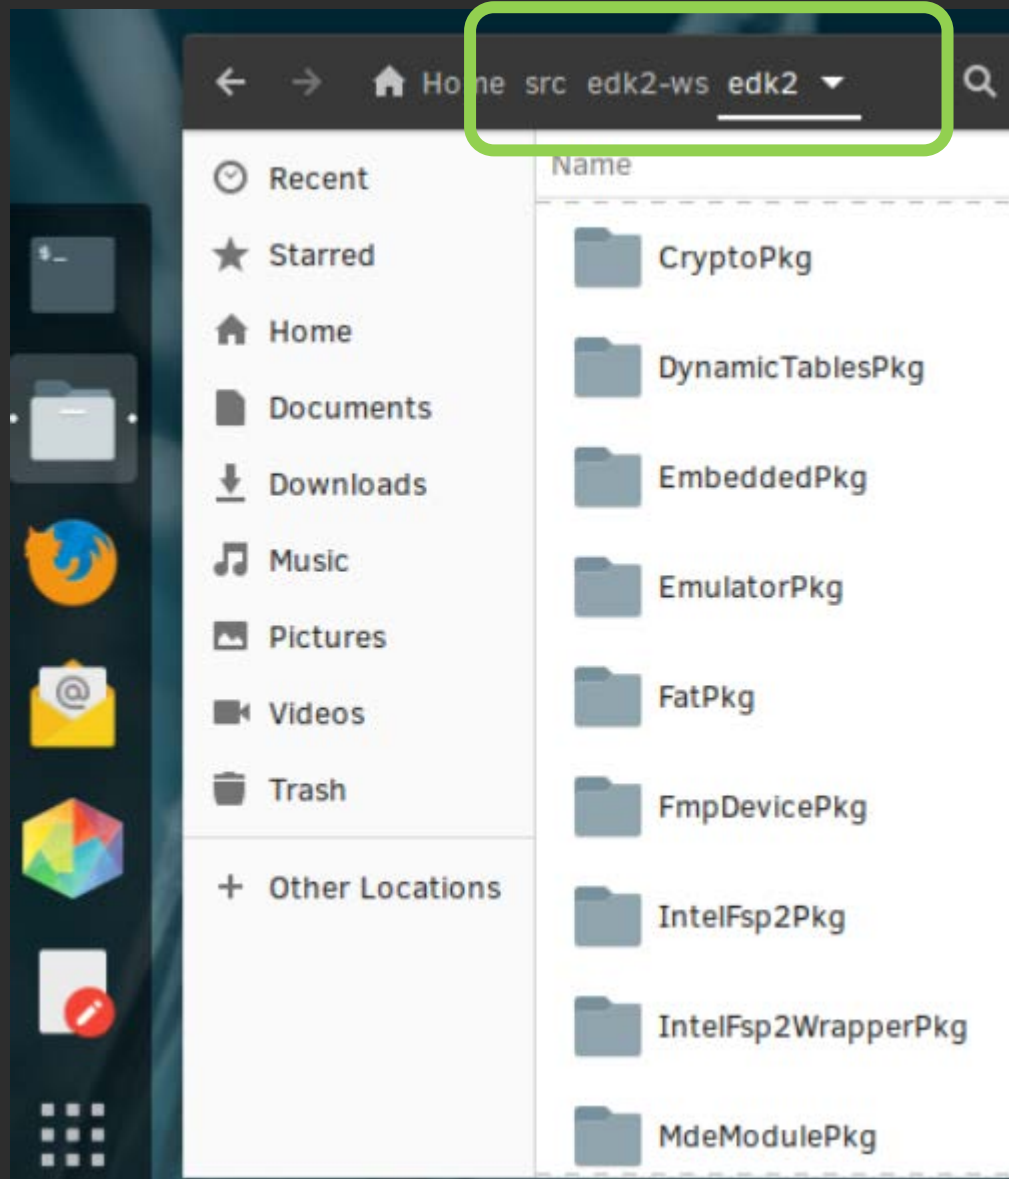 Home src edk2-ws edk2
Name
Recent
Starred
Home
Documents
Downloads
Music
Pictures
Videos
Trash
Other Locations
CryptoPkg
DynamicTablesPkg
EmbeddedPkg
EmulatorPkg
FatPkg
FmpDevicePkg
IntelFsp2Pkg
IntelFsp2WrapperPkg
MdeModulePkg
$_
@